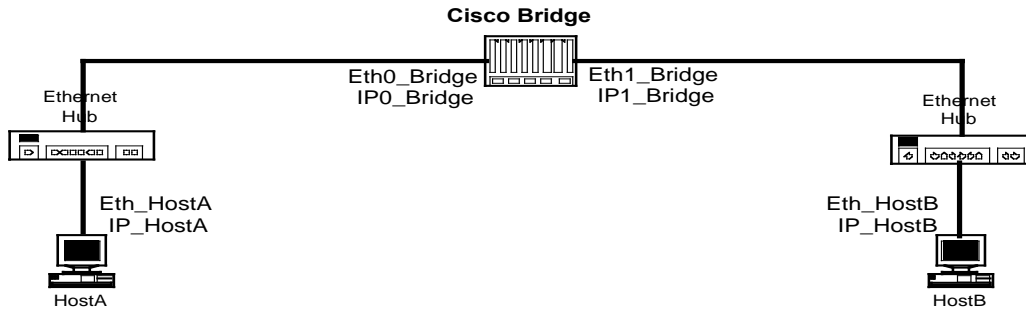 Cisco Bridge
Eth0_Bridge
IP0_Bridge
Eth1_Bridge
IP1_Bridge
Ethernet
Hub
Ethernet
Hub
Eth_HostA
IP_HostA
Eth_HostB
IP_HostB
HostA
HostB